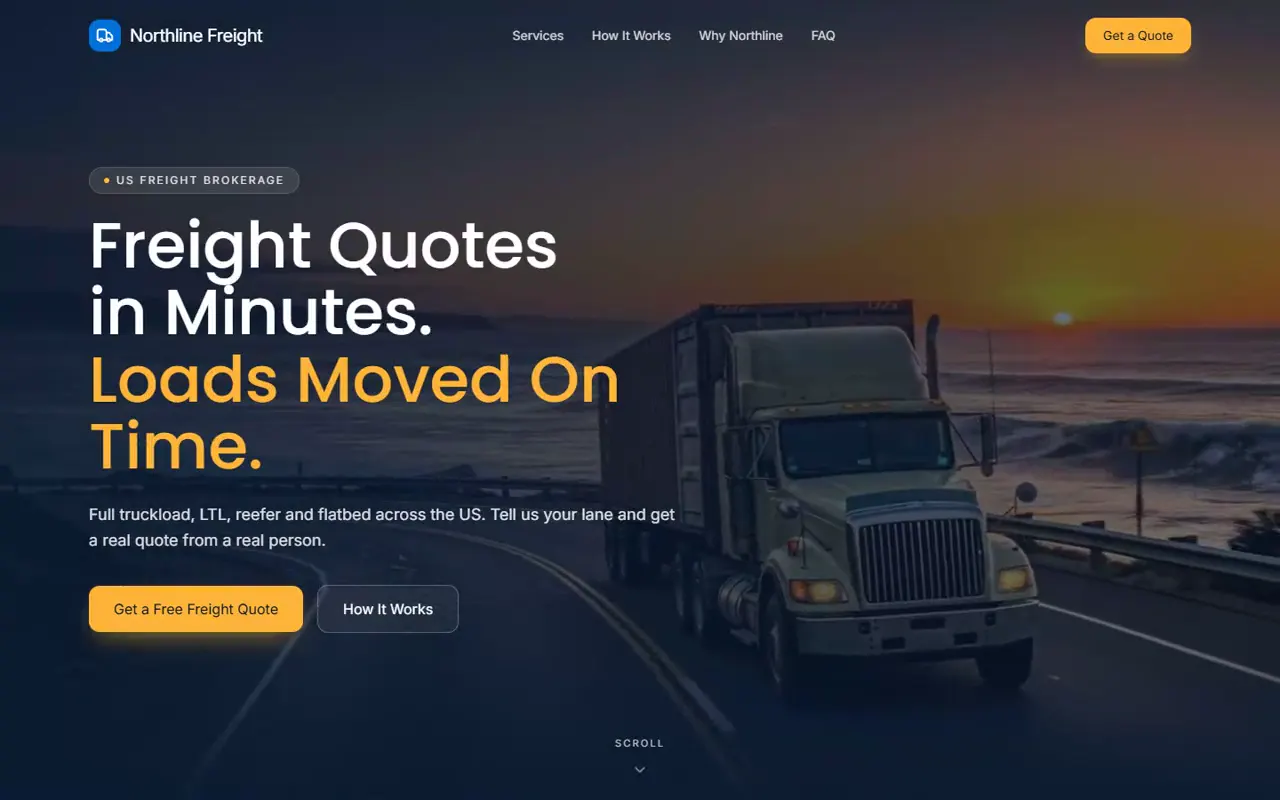 Northline Freight
Services
How It Works
Why Northline
FAQ
Get a Quote
US FREIGHT BROKERAGE
Freight Quotes
in Minutes.
Loads Moved On
Time.
Full truckload, LTL, reefer and flatbed across the US. Tell us your lane and get
a real quote from a real person.
Get a Free Freight Quote
How It Works
SCROLL